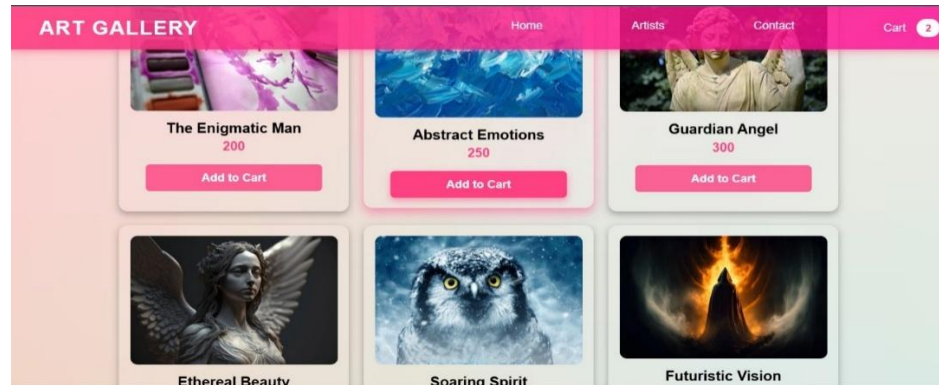 ART GALLERY
Home
Artists
Contact
Cart 2
The Enigmatic Man
200
Add to Cart
Abstract Emotions
250
Add to Cart
Guardian Angel
300
Add to Cart
Ethereal Beauty
Soaring Spirit
Futuristic Vision